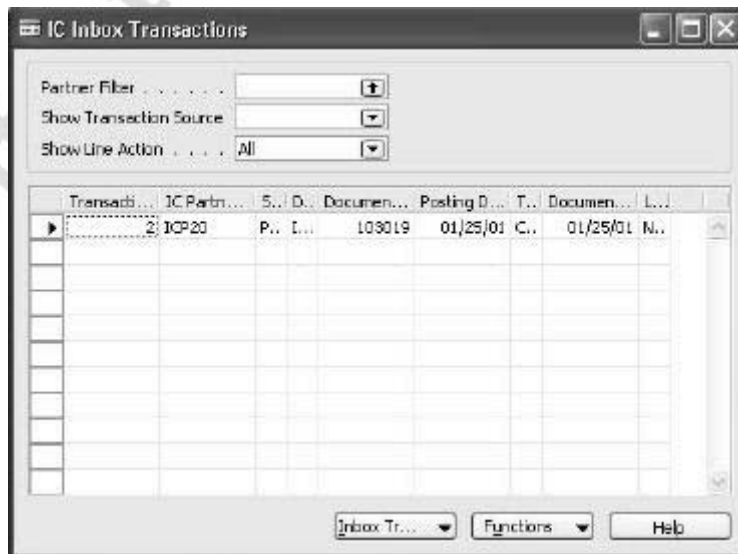 IC Inbox Transactions
Partner Filter . . . . . .
Show Transaction Source
Show Line Action . . . . All
Transacti... IC Partn... S.. D.. Documen... Posting D... T.. Documen... L...
2 ICP20 P.. I... 103019 01/25/01 C.. 01/25/01 N..
Inbox Tr... Functions Help